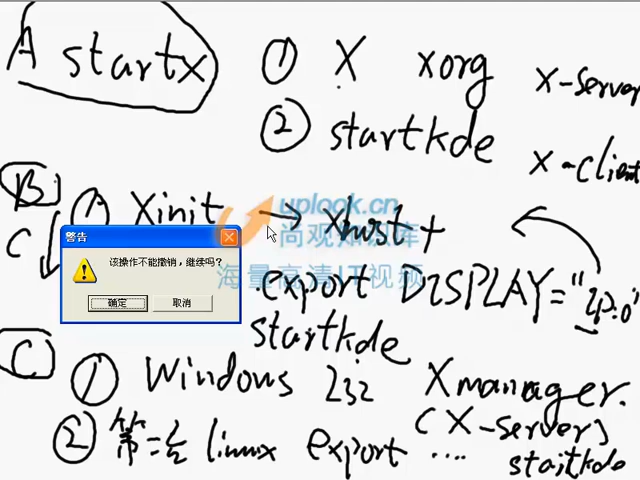 A startx ① X xorg X-server
② startkde X-client
B ① Xinit → xhost +
C
export DISPLAY="IP:0"
startkde
C ① Windows 232 Xmanager.
(X-server)
② 第二台 linux export .... startkde
uplook.cn
尚观知识库
海量高清IT视频
警告
该操作不能撤销，继续吗?
确定 取消